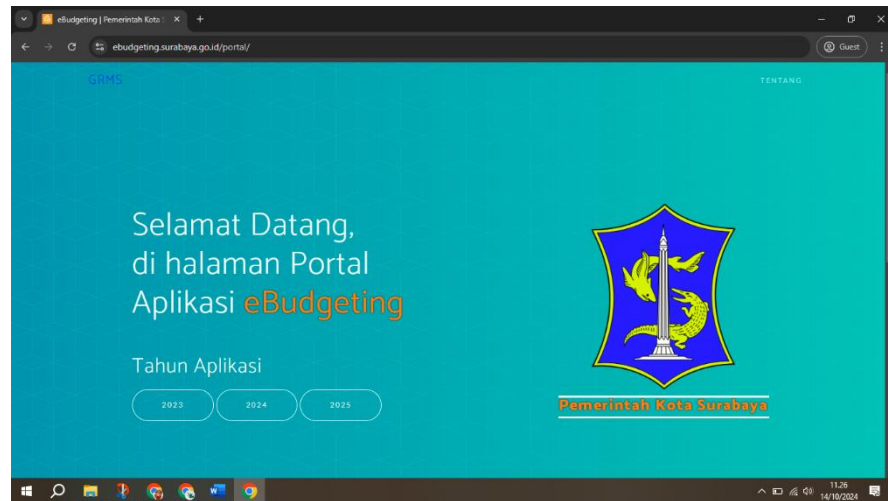 eBudgeting | Pemerintah Kota S
ebudgeting.surabaya.go.id/portal/
Guest
GRMS
TENTANG
Selamat Datang,
di halaman Portal
Aplikasi eBudgeting
Tahun Aplikasi
2023
2024
2025
Pemerintah Kota Surabaya
11.26
14/10/2024